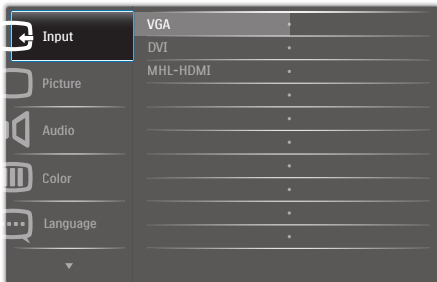 Input
Picture
Audio
Color
Language
VGA
DVI
MHL-HDMI